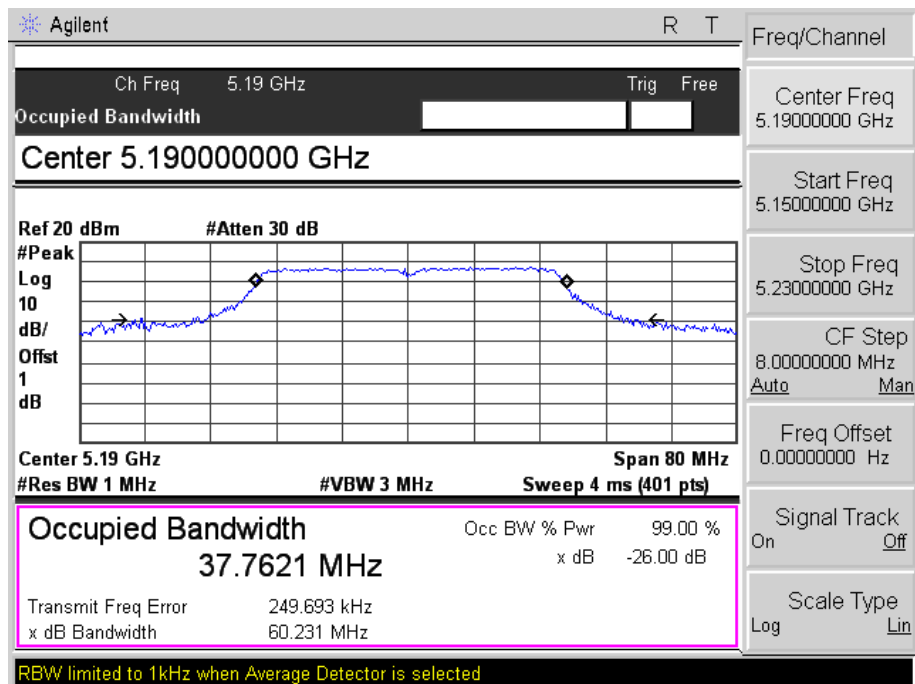 Agilent R T
Ch Freq 5.19 GHz Trig Free
Occupied Bandwidth
Center 5.190000000 GHz
Ref 20 dBm #Atten 30 dB
#Peak
Log
10
dB/
Offst
1
dB
Center 5.19 GHz Span 80 MHz
#Res BW 1 MHz #VBW 3 MHz Sweep 4 ms (401 pts)
Occupied Bandwidth Occ BW % Pwr 99.00 %
37.7621 MHz x dB -26.00 dB
Transmit Freq Error 249.693 kHz
x dB Bandwidth 60.231 MHz
RBW limited to 1kHz when Average Detector is selected
Freq/Channel
Center Freq
5.19000000 GHz
Start Freq
5.15000000 GHz
Stop Freq
5.23000000 GHz
CF Step
8.00000000 MHz
Auto Man
Freq Offset
0.00000000 Hz
Signal Track
On Off
Scale Type
Log Lin